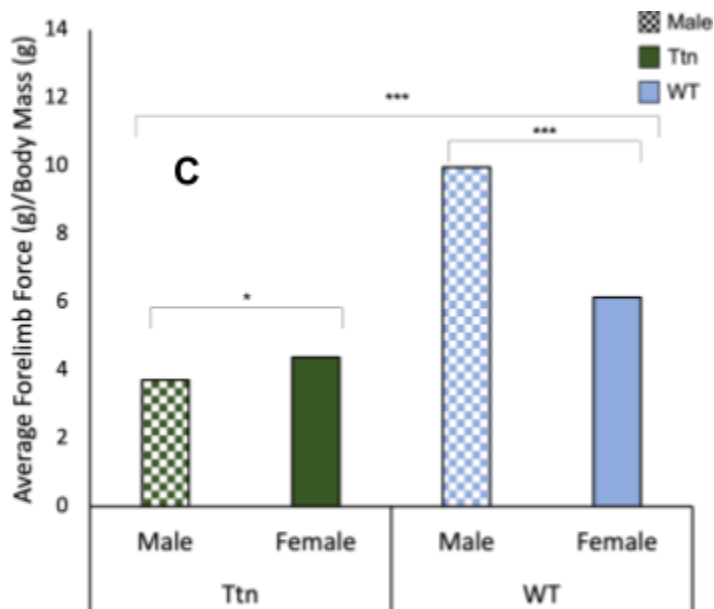 Average Forelimb Force (g)/Body Mass (g)
14
12
10
8
6
4
2
0
C
***
***
*
Male
Ttn
WT
Male Female Male Female
Ttn WT